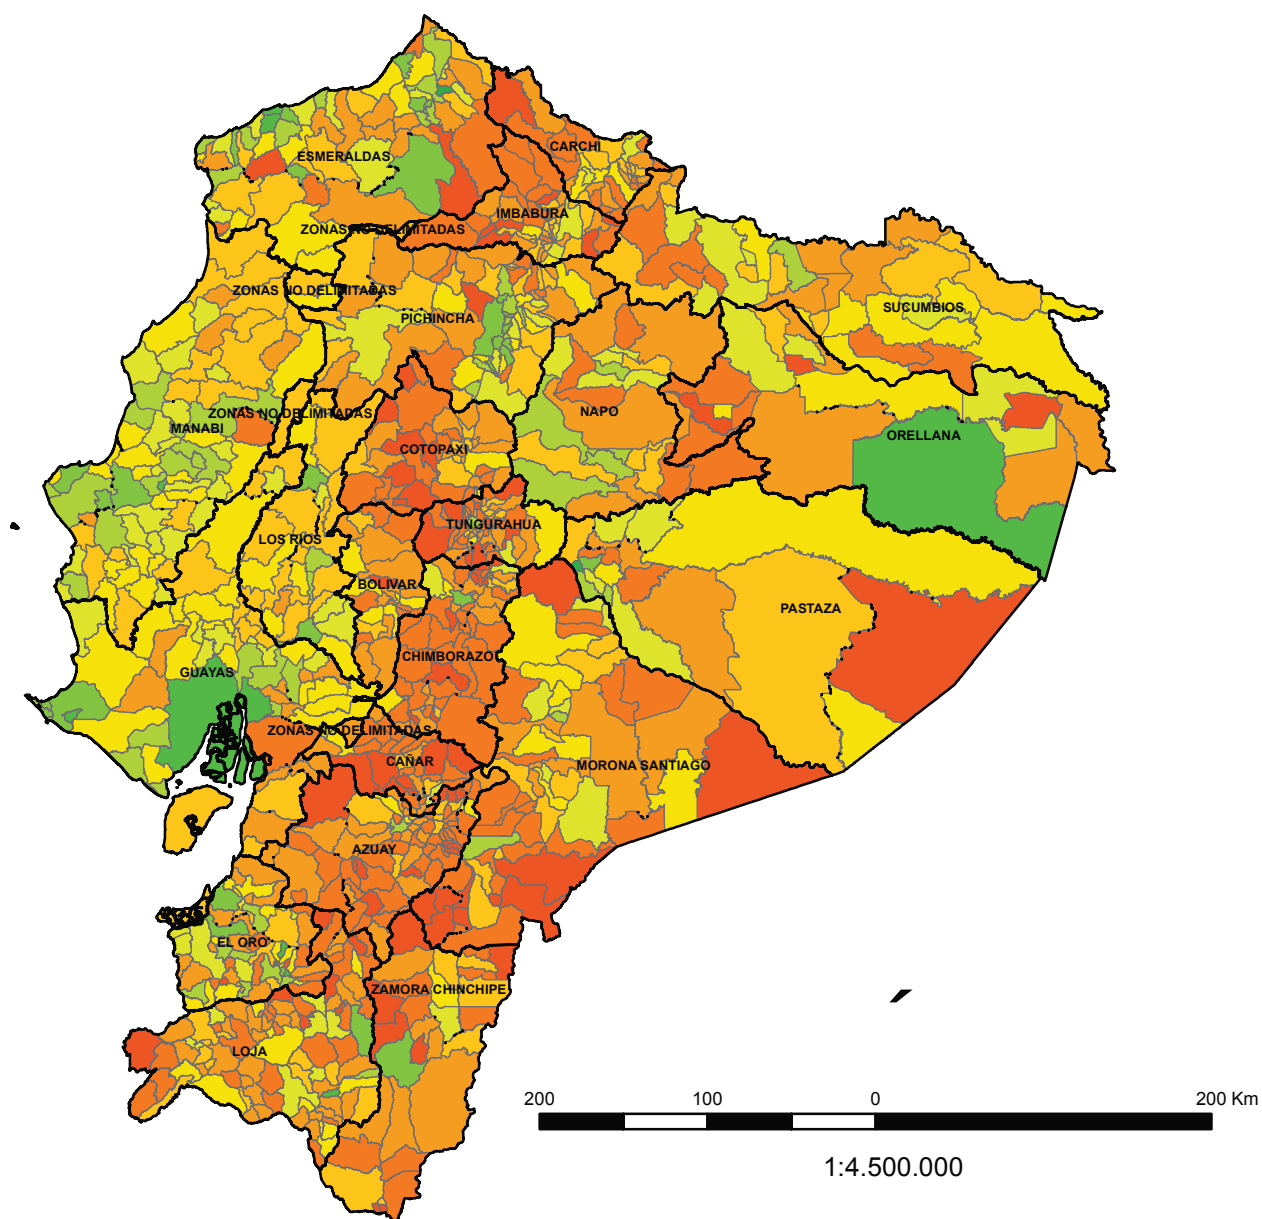 CARCHI
ESMERALDAS
IMBABURA
ZONAS NO DELIMITADAS
ZONAS NO DELIMITADAS
SUCUMBIOS
PICHINCHA
NAPO
ZONAS NO DELIMITADAS
MANABI
ORELLANA
COTOPAXI
TUNGURAHUA
LOS RIOS
BOLIVAR
PASTAZA
CHIMBORAZO
GUAYAS
ZONAS NO DELIMITADAS
CAÑAR
MORONA SANTIAGO
AZUAY
EL ORO
ZAMORA CHINCHIPE
LOJA
200 100 0 200 Km
1:4.500.000